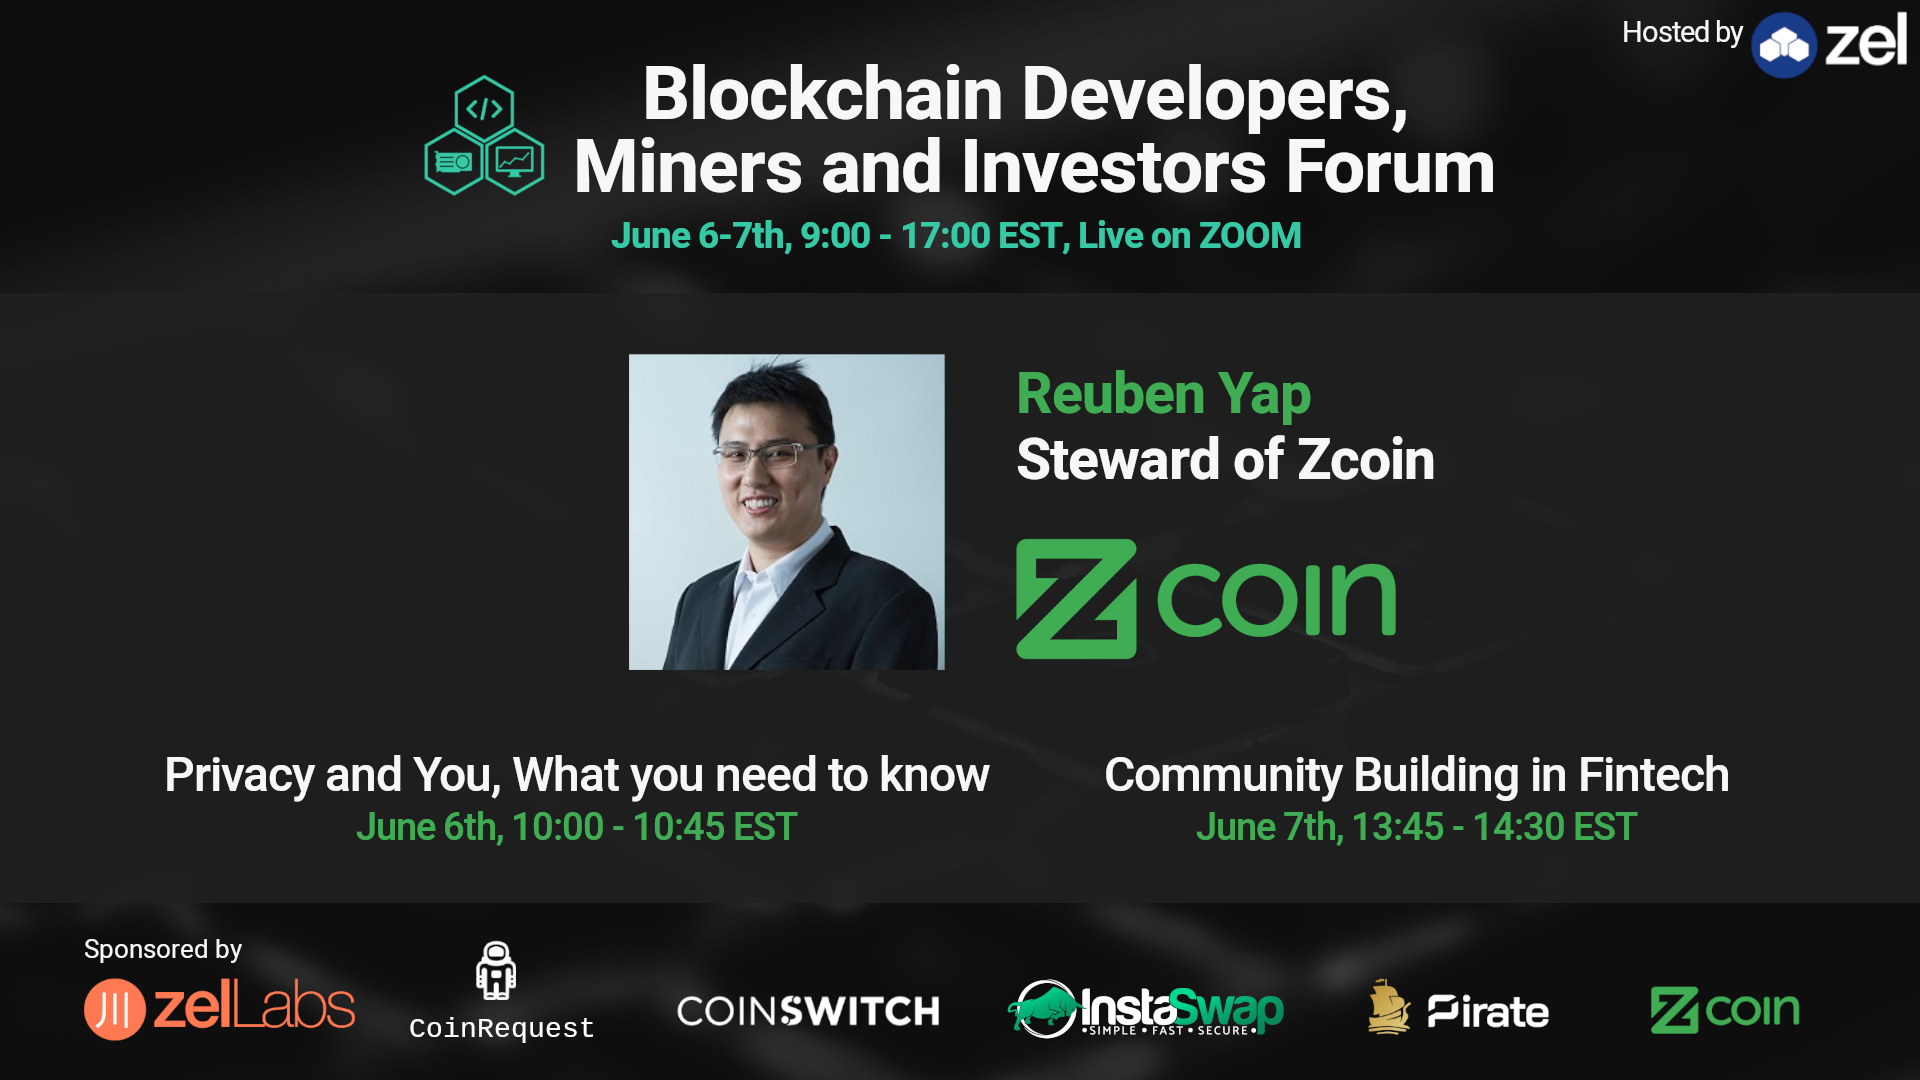 Hosted by zel
Blockchain Developers,
Miners and Investors Forum
June 6-7th, 9:00 - 17:00 EST, Live on ZOOM
Reuben Yap
Steward of Zcoin
Zcoin
Privacy and You, What you need to know
June 6th, 10:00 - 10:45 EST
Community Building in Fintech
June 7th, 13:45 - 14:30 EST
Sponsored by
zelLabs
CoinRequest
COINSWITCH
InstaSwap
•SIMPLE • FAST • SECURE•
Pirate
Zcoin